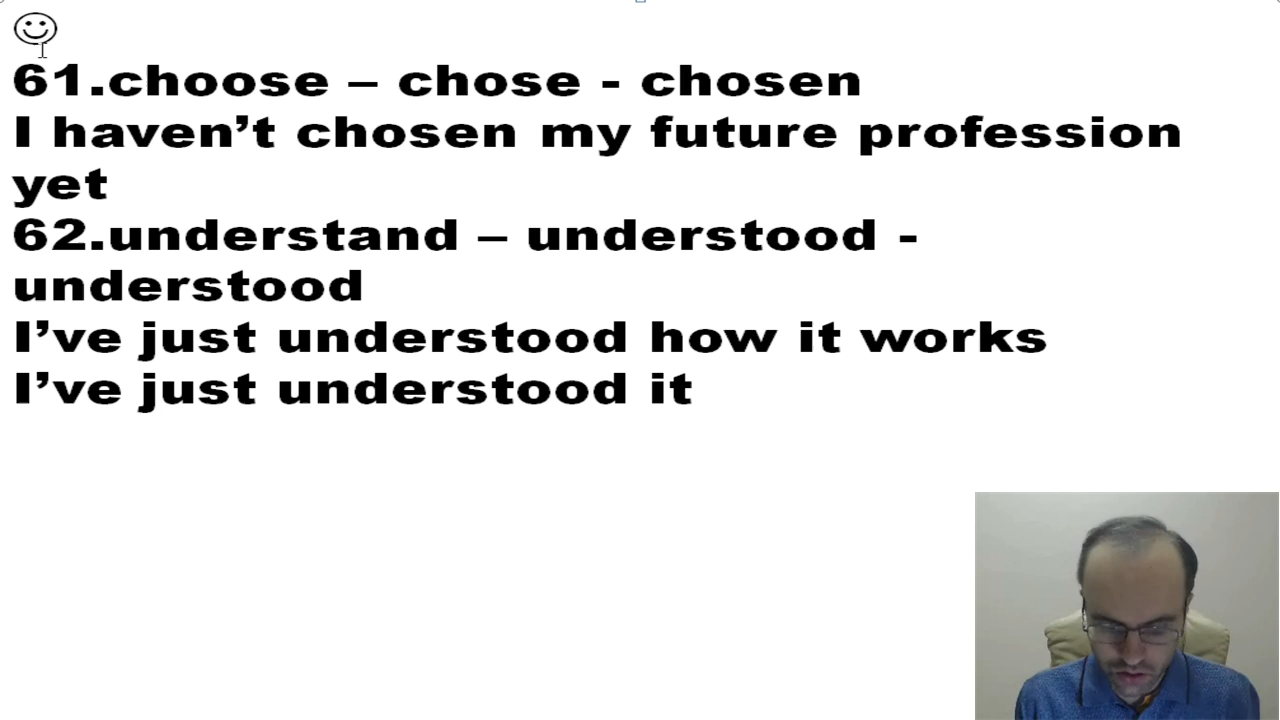 61.choose – chose - chosen
I haven’t chosen my future profession
yet
62.understand – understood -
understood
I’ve just understood how it works
I’ve just understood it